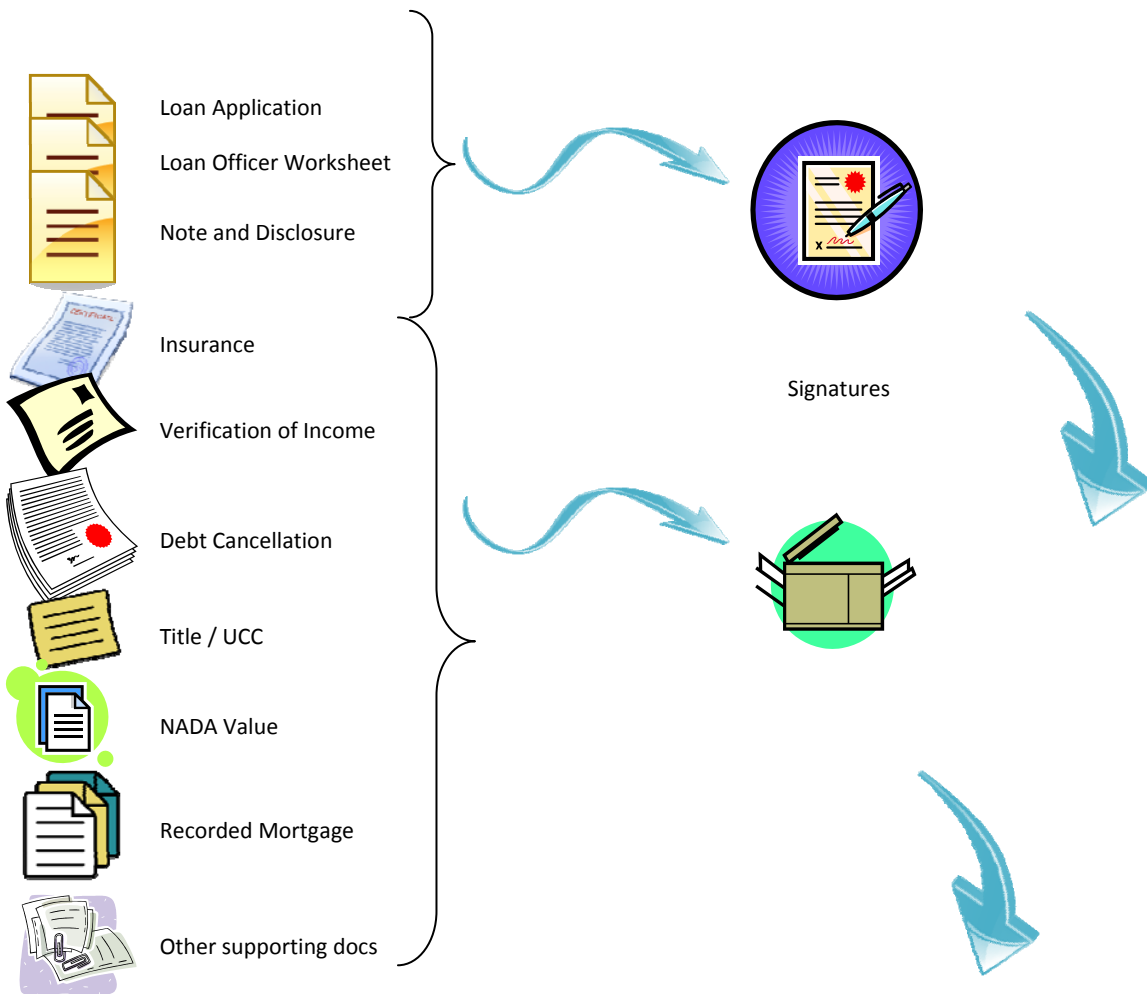 Loan Application
Loan Officer Worksheet
Note and Disclosure
Insurance
Verification of Income
Debt Cancellation
Title / UCC
NADA Value
Recorded Mortgage
Other supporting docs
x
Signatures